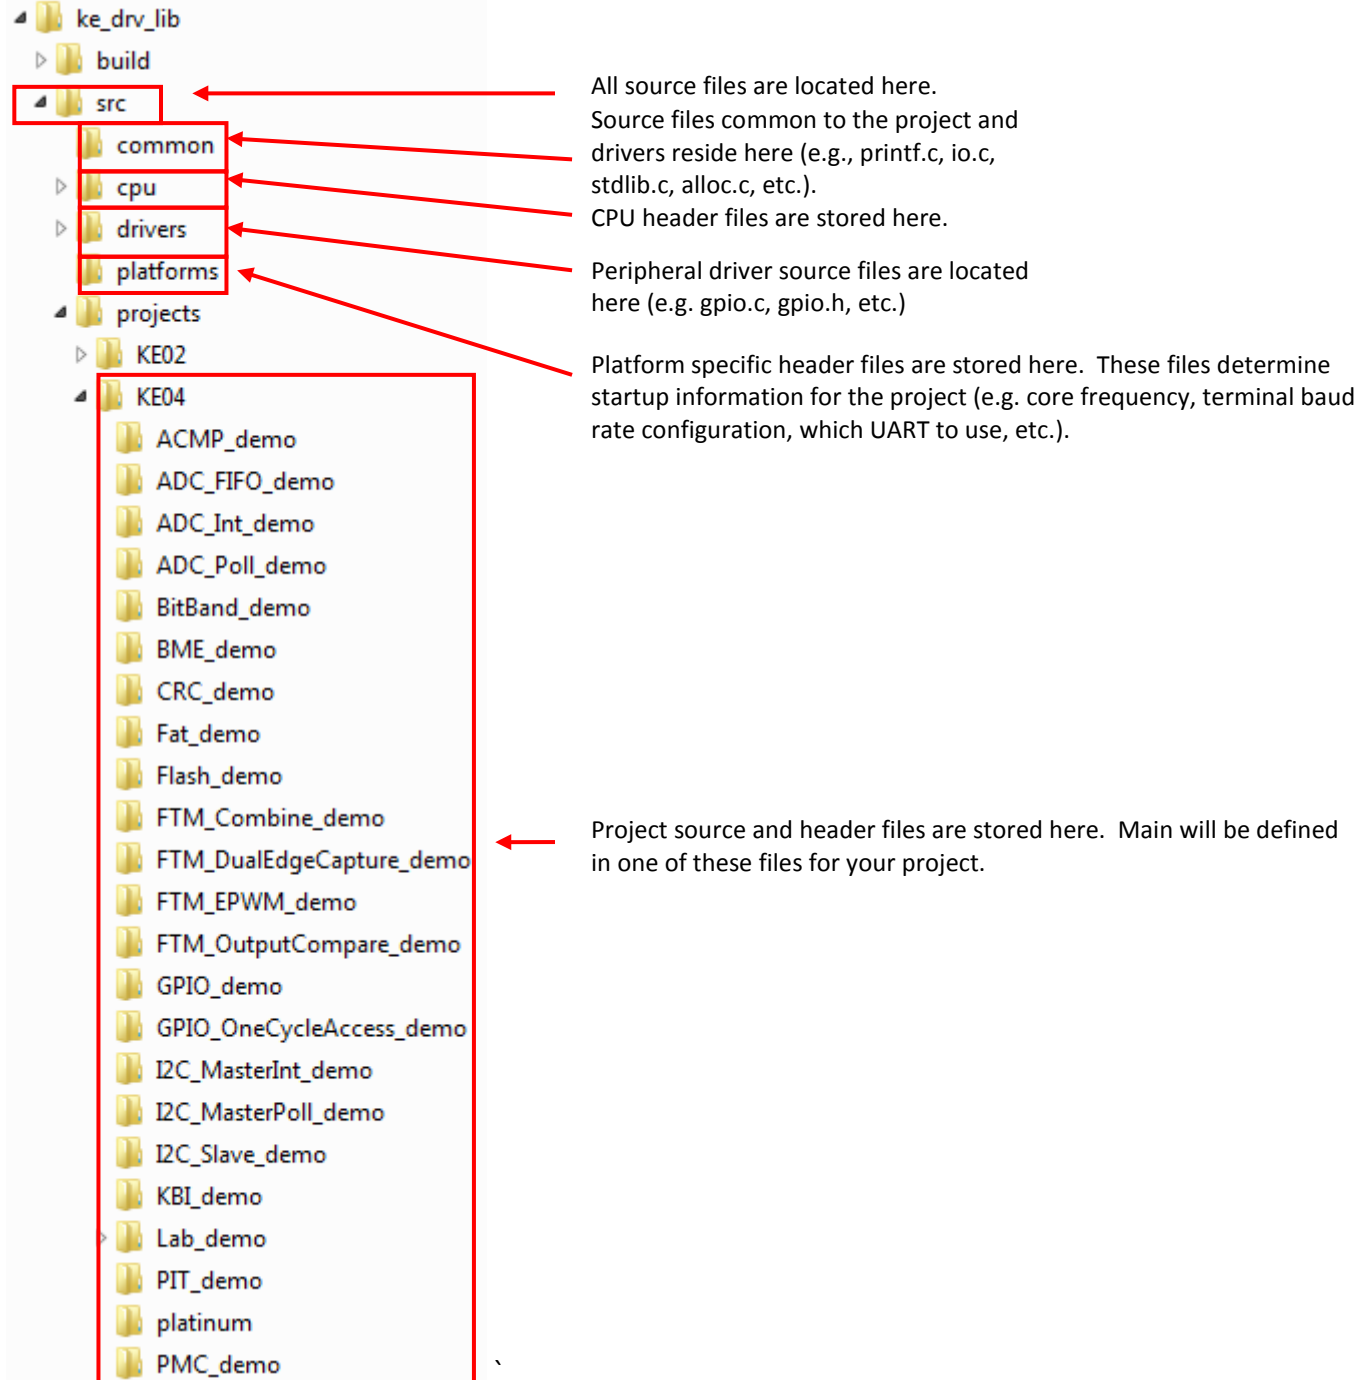 ke_drv_lib
build
src
common
cpu
drivers
platforms
projects
KE02
KE04
ACMP_demo
ADC_FIFO_demo
ADC_Int_demo
ADC_Poll_demo
BitBand_demo
BME_demo
CRC_demo
Fat_demo
Flash_demo
FTM_Combine_demo
FTM_DualEdgeCapture_demo
FTM_EPWM_demo
FTM_OutputCompare_demo
GPIO_demo
GPIO_OneCycleAccess_demo
I2C_MasterInt_demo
I2C_MasterPoll_demo
I2C_Slave_demo
KBI_demo
Lab_demo
PIT_demo
platinum
PMC_demo
All source files are located here.
Source files common to the project and
drivers reside here (e.g., printf.c, io.c,
stdlib.c, alloc.c, etc.).
CPU header files are stored here.
Peripheral driver source files are located
here (e.g. gpio.c, gpio.h, etc.)
Platform specific header files are stored here.  These files determine
startup information for the project (e.g. core frequency, terminal baud
rate configuration, which UART to use, etc.).
Project source and header files are stored here.  Main will be defined
in one of these files for your project.
`